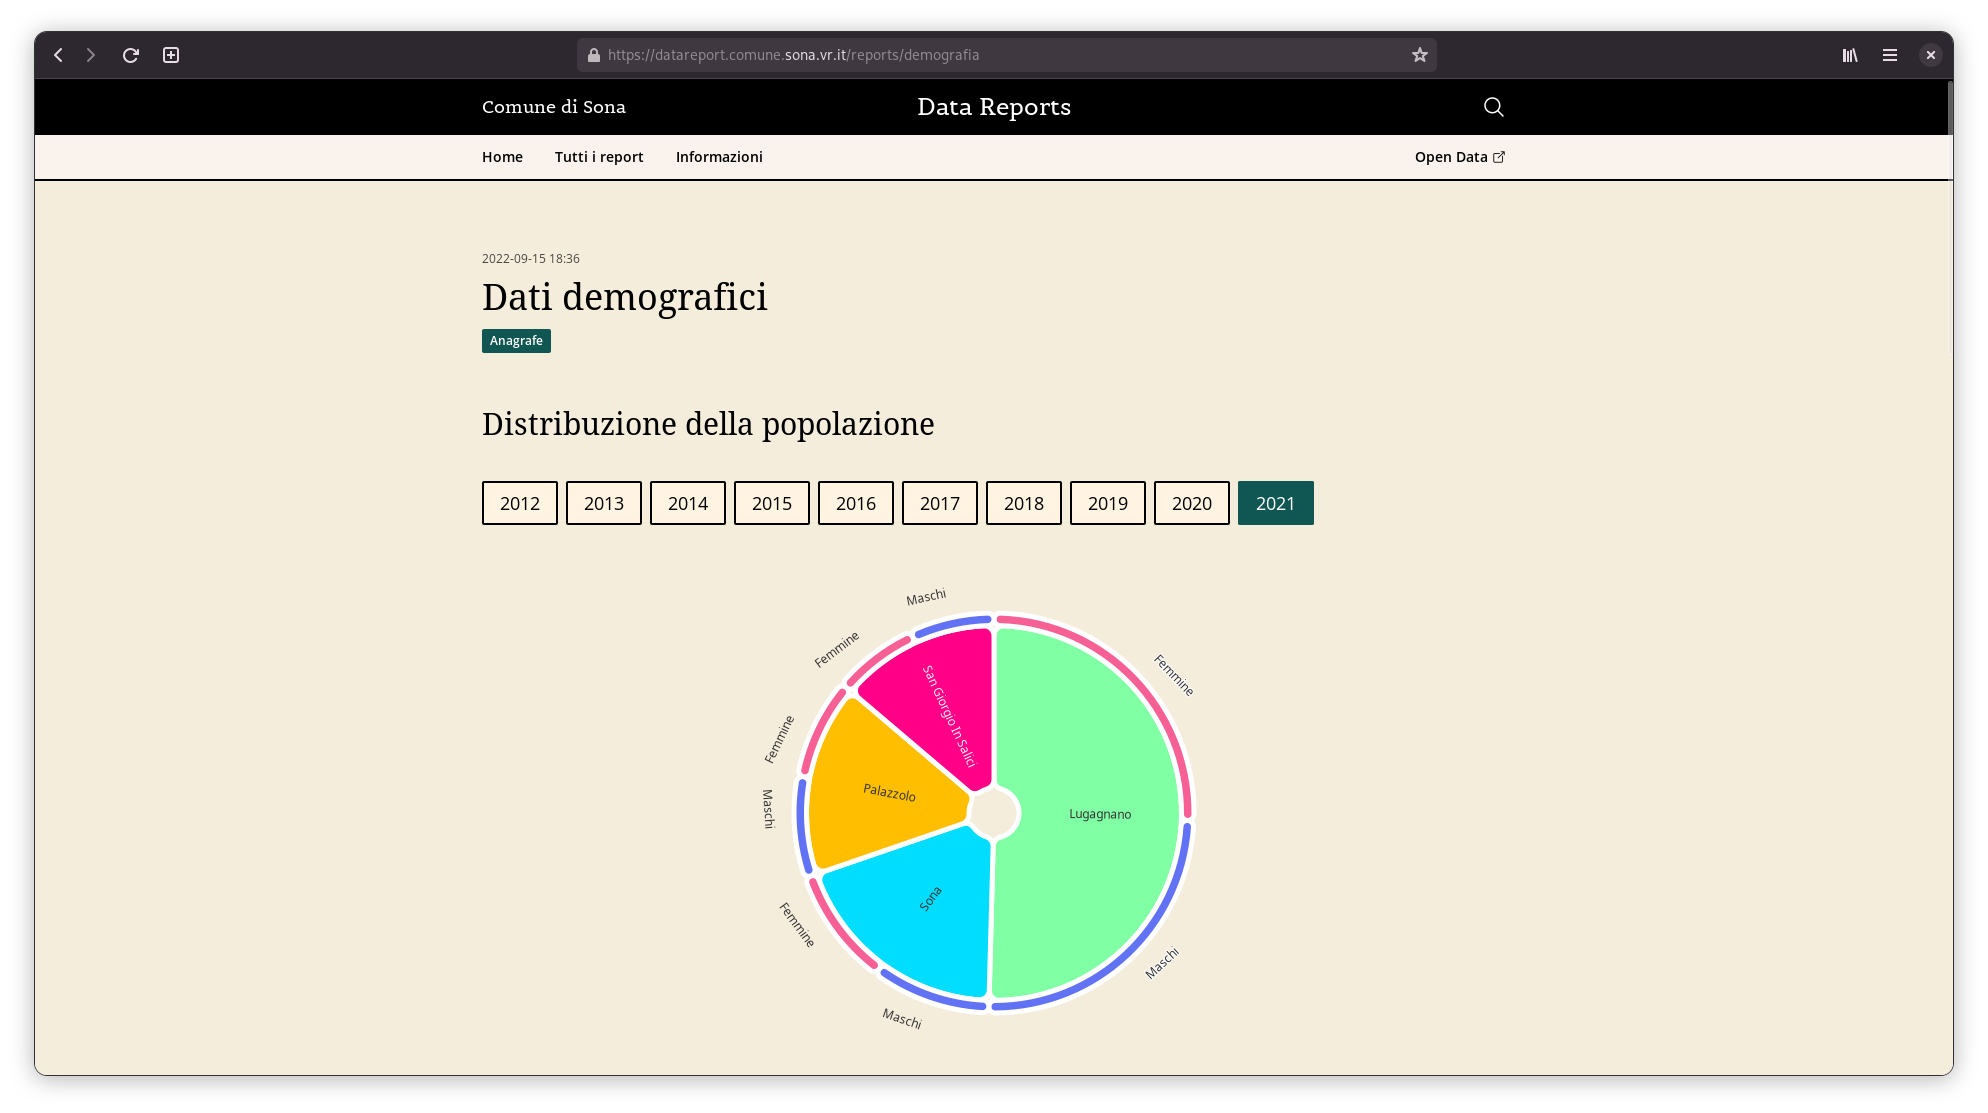 https://datareport.comune.sona.vr.it/reports/demografia
Comune di Sona
Data Reports
Home
Tutti i report
Informazioni
Open Data
2022-09-15 18:36
Dati demografici
Anagrafe
Distribuzione della popolazione
2012
2013
2014
2015
2016
2017
2018
2019
2020
2021
Maschi
Femmine
Femmine
San Giorgio In Salici
Femmine
Palazzolo
Maschi
Lugagnano
Sona
Femmine
Maschi
Maschi